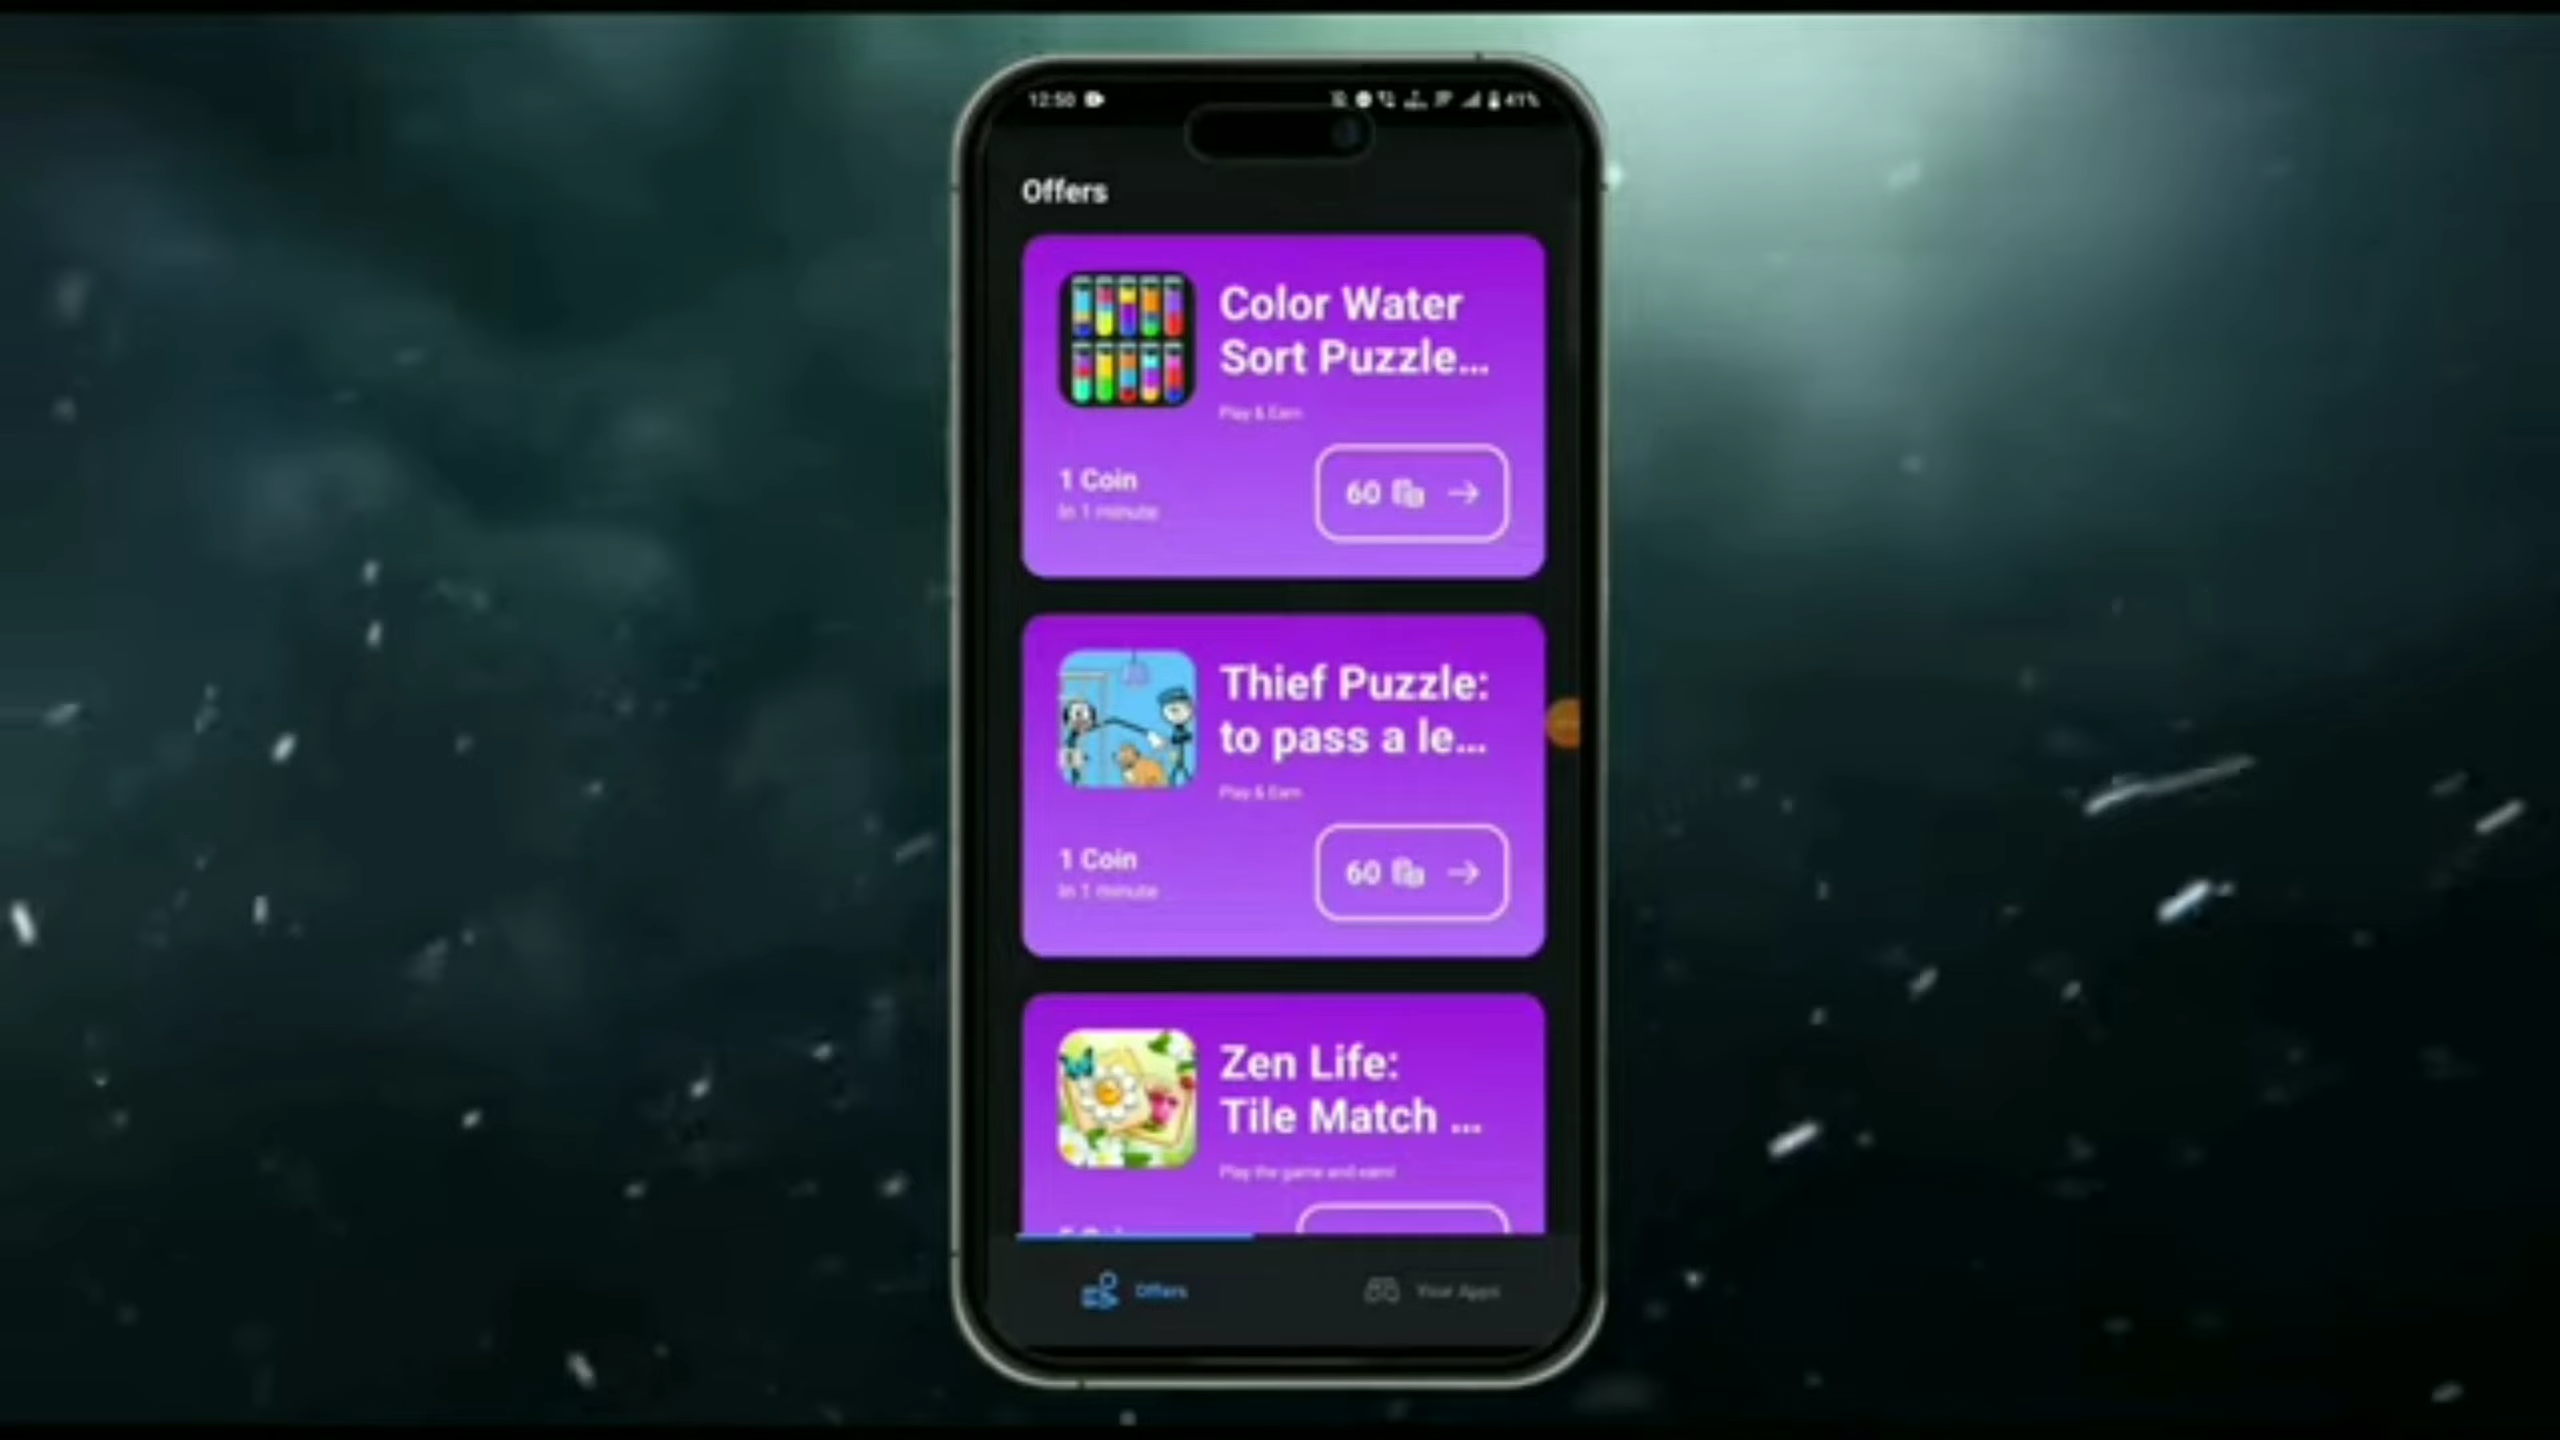 12:50
41%
Offers
Color Water
Sort Puzzle...
Play & Earn
1 Coin
In 1 minute
60
Thief Puzzle:
to pass a le...
Play & Earn
1 Coin
In 1 minute
60
Zen Life:
Tile Match ...
Play the game and earn!
Offers
Your Apps